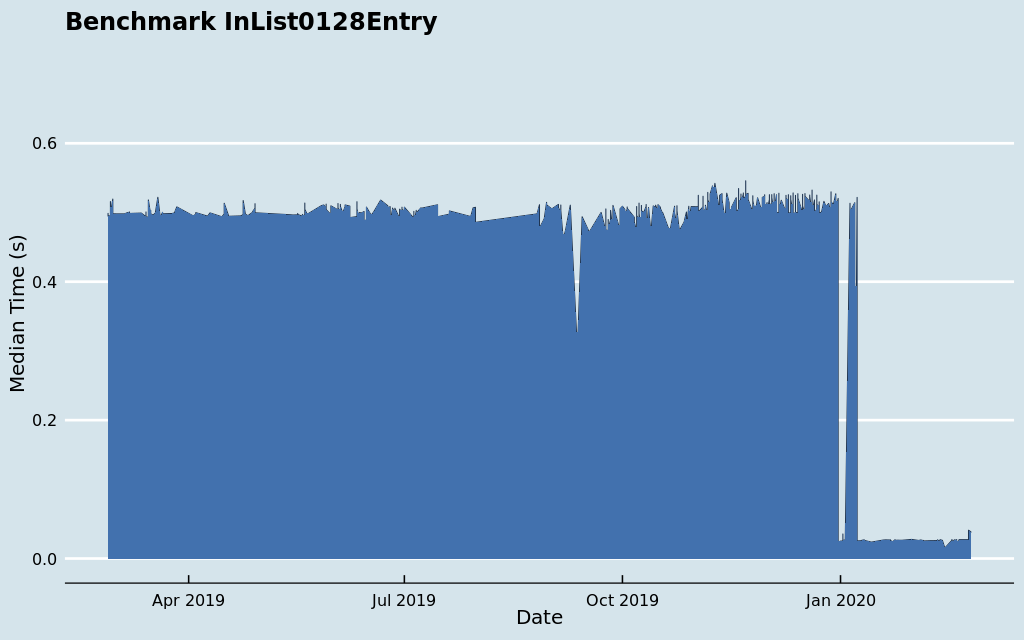 Benchmark InList0128Entry
0.6
0.4
0.2
0.0
Median Time (s)
Apr 2019
Jul 2019
Oct 2019
Jan 2020
Date